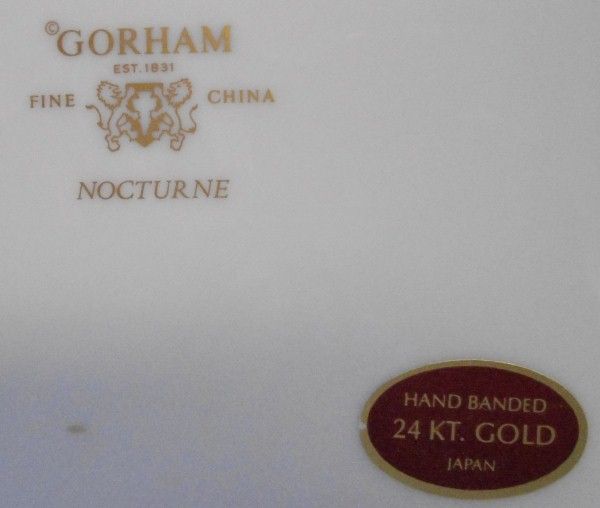 ©GORHAM
EST. 1831
FINE CHINA
NOCTURNE
HAND BANDED
24 KT. GOLD
JAPAN